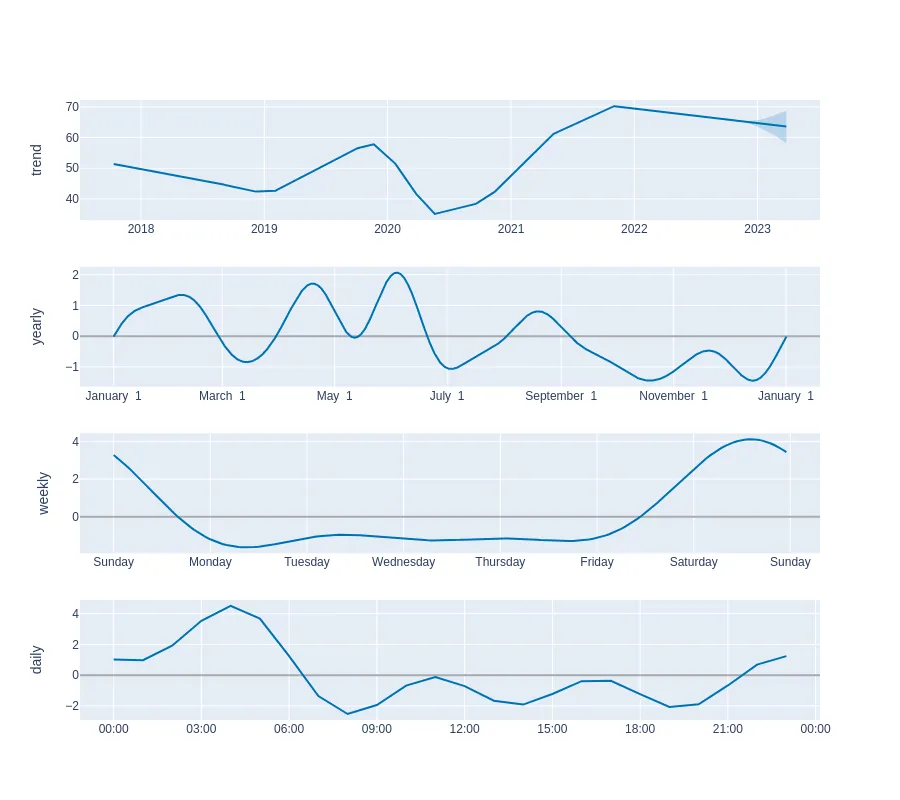 trend
70
60
50
40
2018 2019 2020 2021 2022 2023
yearly
2
1
0
−1
January 1 March 1 May 1 July 1 September 1 November 1 January 1
weekly
4
2
0
Sunday Monday Tuesday Wednesday Thursday Friday Saturday Sunday
daily
4
2
0
−2
00:00 03:00 06:00 09:00 12:00 15:00 18:00 21:00 00:00